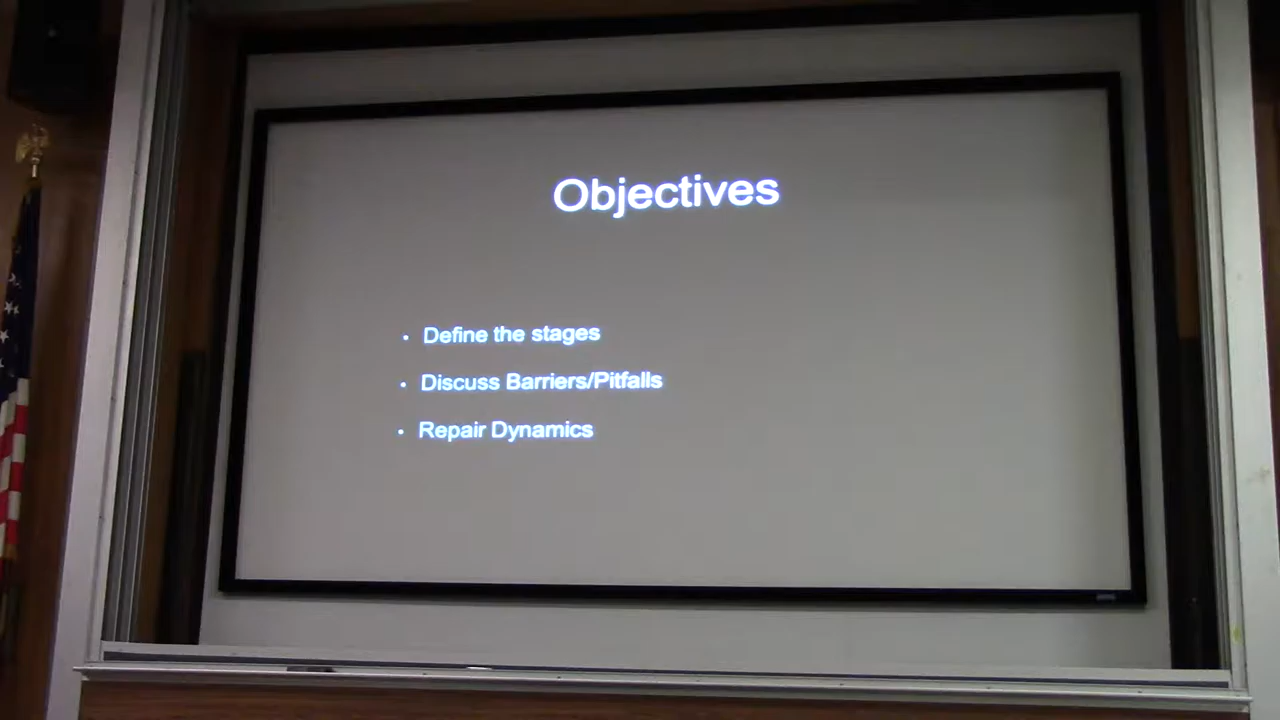 Objectives
• Define the stages
• Discuss Barriers/Pitfalls
• Repair Dynamics